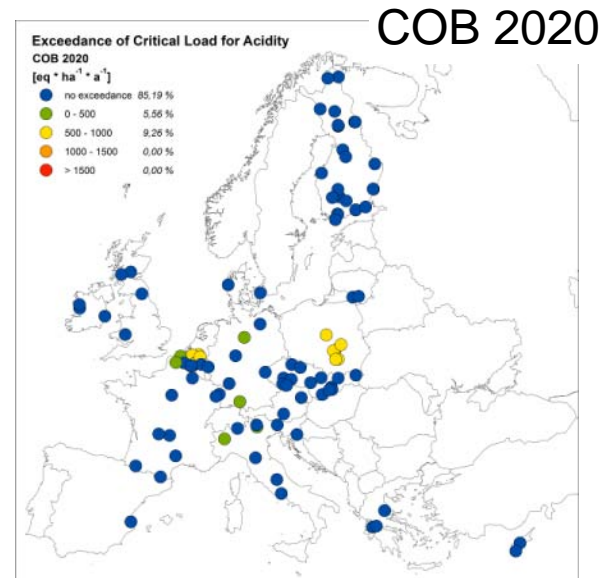 COB 2020
Exceedance of Critical Load for Acidity
COB 2020
[eq * ha⁻¹ * a⁻¹]
no exceedance 85,19 %
0 - 500 5,56 %
500 - 1000 9,26 %
1000 - 1500 0,00 %
> 1500 0,00 %